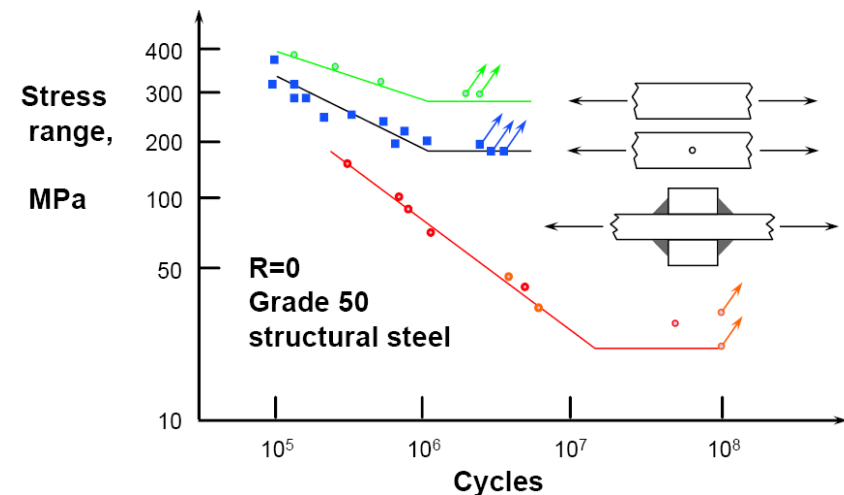 400
300
200
100
50
10
Stress
range,
MPa
R=0
Grade 50
structural steel
10⁵
10⁶
10⁷
10⁸
Cycles